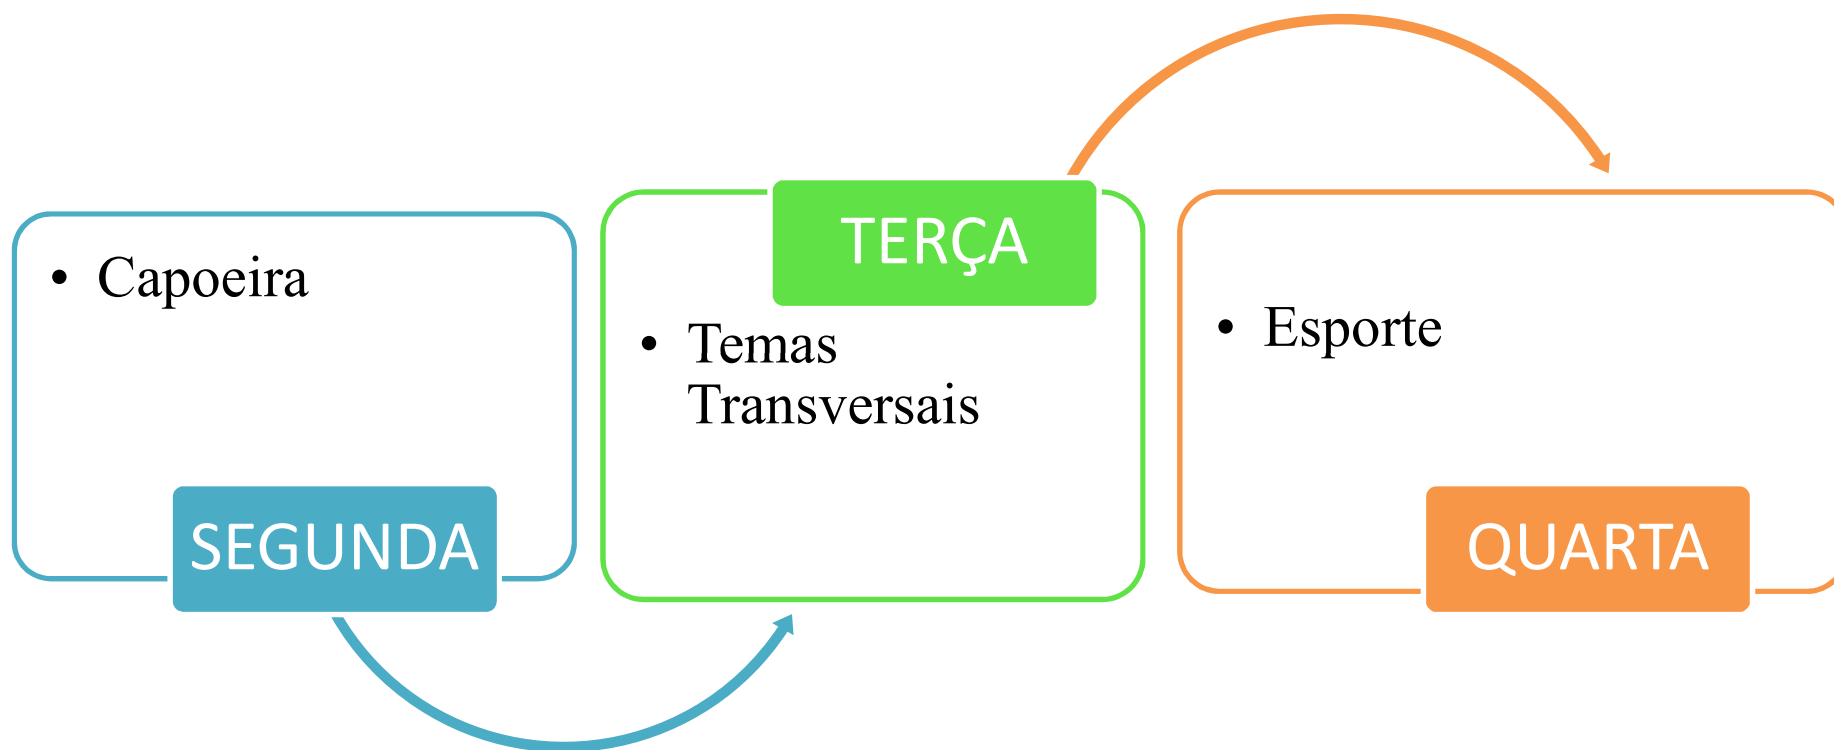 • Capoeira
SEGUNDA
TERÇA
• Temas
Transversais
• Esporte
QUARTA